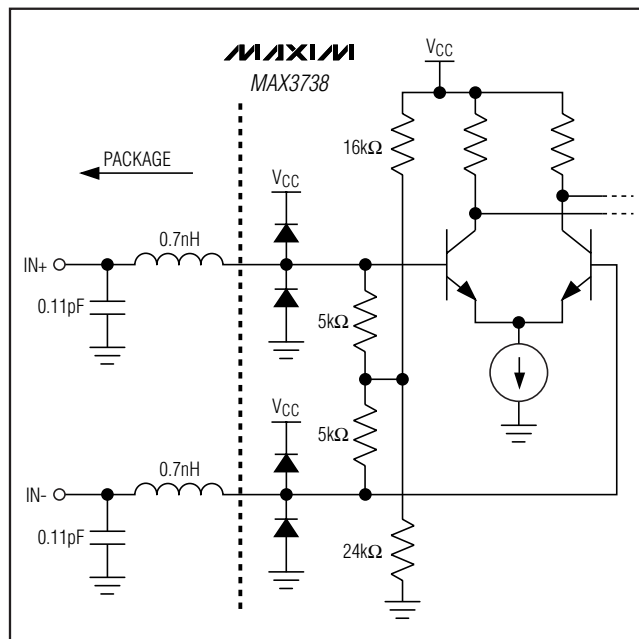 MAXIM
MAX3738
VCC
16kΩ
PACKAGE
VCC
0.7nH
IN+
0.11pF
5kΩ
VCC
5kΩ
0.7nH
IN-
0.11pF
24kΩ